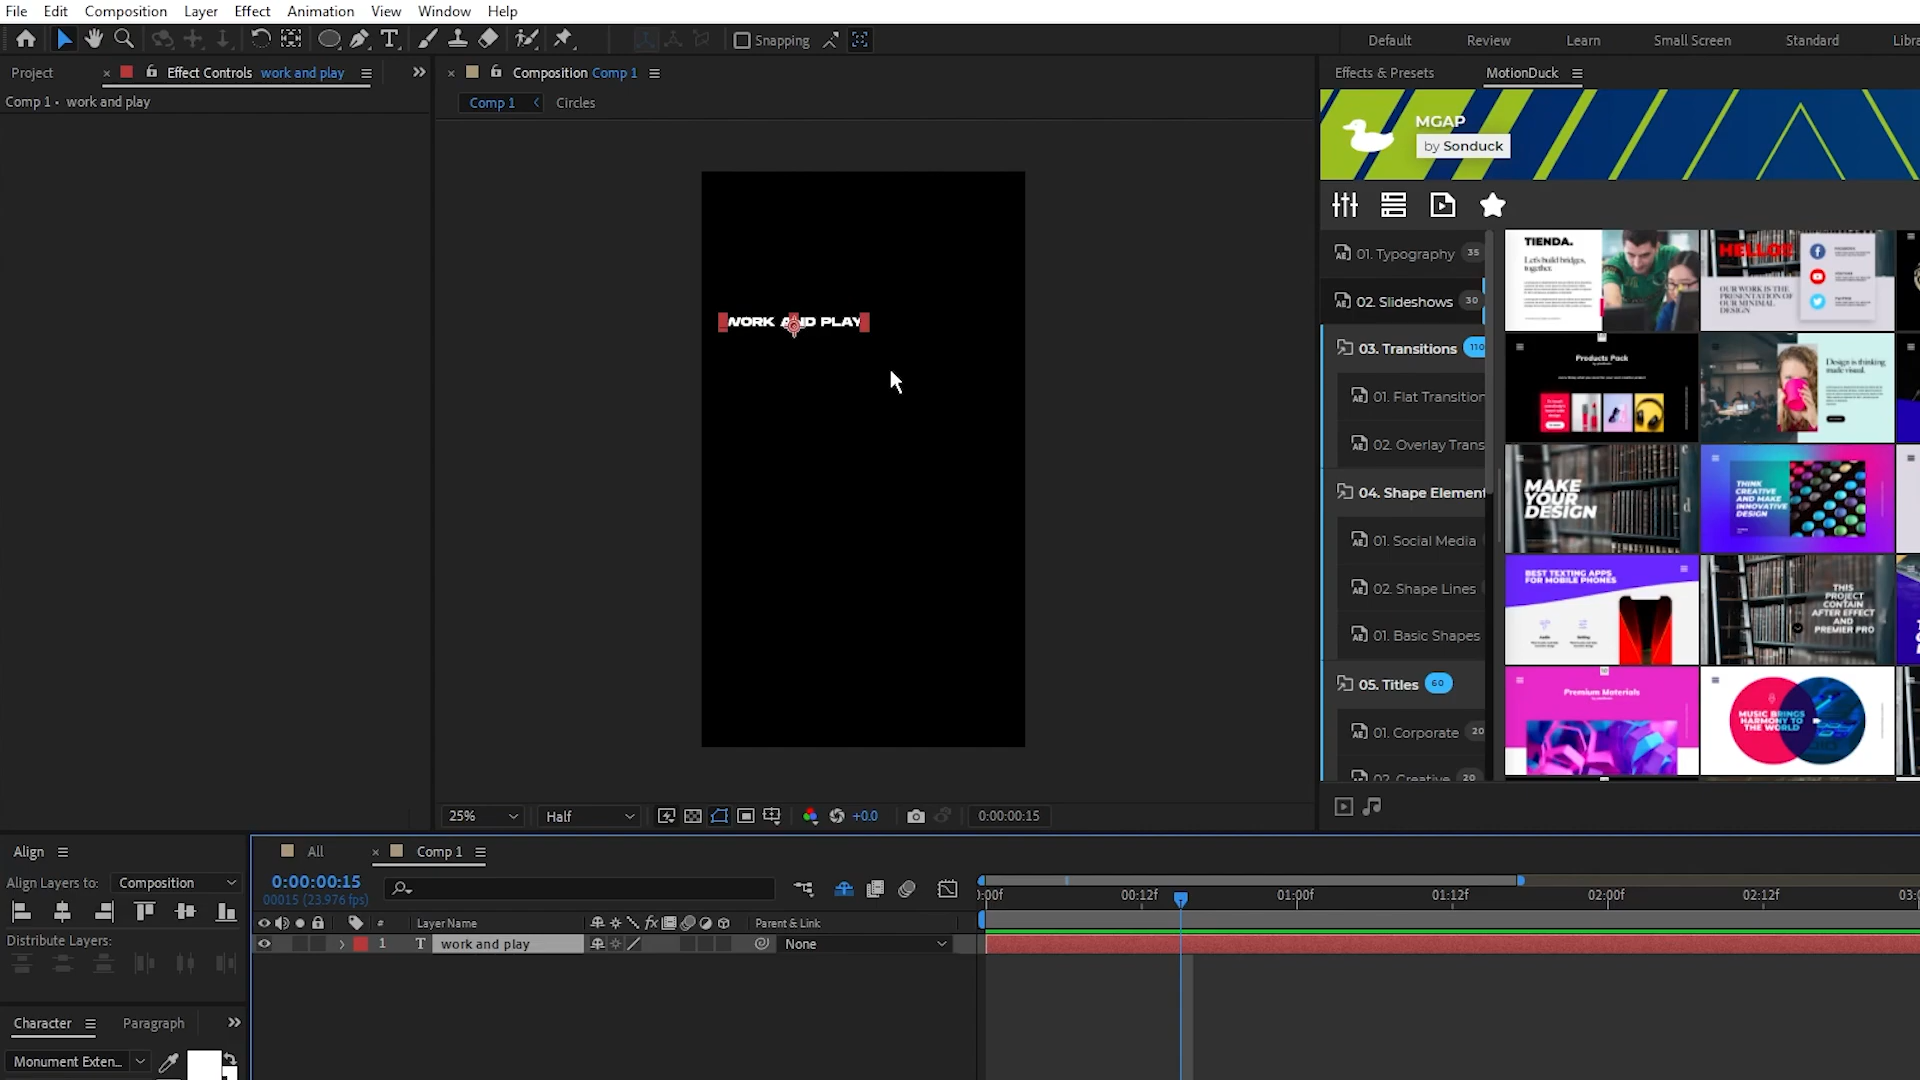 File Edit Composition Layer Effect Animation View Window Help
Snapping
Default Review Learn Small Screen Standard
Project Effect Controls work and play
Composition Comp 1
Effects & Presets MotionDuck
Comp 1 • work and play
Comp 1 Circles
MGAP
by Sonduck
WORK AND PLAY
01. Typography 35
02. Slideshows 30
03. Transitions 110
01. Flat Transition
02. Overlay Trans
04. Shape Element
01. Social Media
02. Shape Lines
01. Basic Shapes
05. Titles 60
01. Corporate 20
02. Creative 20
TIENDA.
Let's build bridges,
together.
HELLO!!
OUR WORK IS THE
PRESENTATION OF
OUR MINIMAL
DESIGN
Products Pack
Design is thinking
made visual.
MAKE
YOUR
DESIGN
THINK
CREATIVE
AND MAKE
INNOVATIVE
DESIGN
BEST TEXTING APPS
FOR MOBILE PHONES
THIS
PROJECT
CONTAIN
AFTER EFFECT
AND
PREMIER PRO
Premium Materials
MUSIC BRINGS
HARMONY TO
THE WORLD
25% Half +0.0 0:00:00:15
Align
Align Layers to: Composition
Distribute Layers:
Character Paragraph
Monument Exten...
All Comp 1
0:00:00:15
00015 (23.976 fps)
# Layer Name fx Parent & Link
1 T work and play None
:00f 00:12f 01:00f 01:12f 02:00f 02:12f